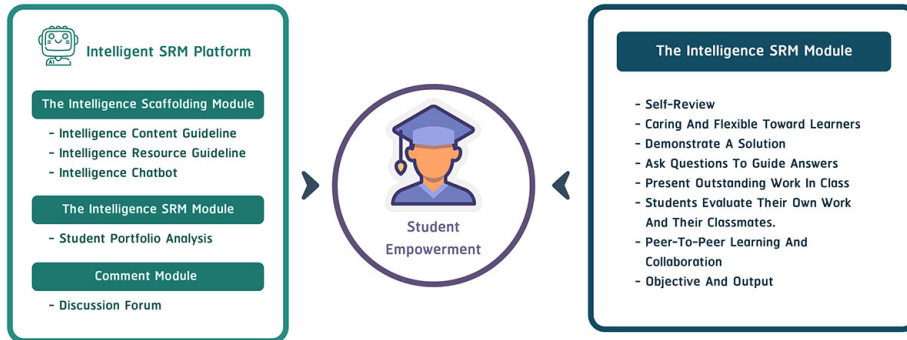 AI
Intelligent SRM Platform
The Intelligence Scaffolding Module
- Intelligence Content Guideline
- Intelligence Resource Guideline
- Intelligence Chatbot
The Intelligence SRM Module
- Student Portfolio Analysis
Comment Module
- Discussion Forum
Student
Empowerment
The Intelligence SRM Module
- Self-Review
- Caring And Flexible Toward Learners
- Demonstrate A Solution
- Ask Questions To Guide Answers
- Present Outstanding Work In Class
- Students Evaluate Their Own Work
And Their Classmates.
- Peer-To-Peer Learning And
Collaboration
- Objective And Output